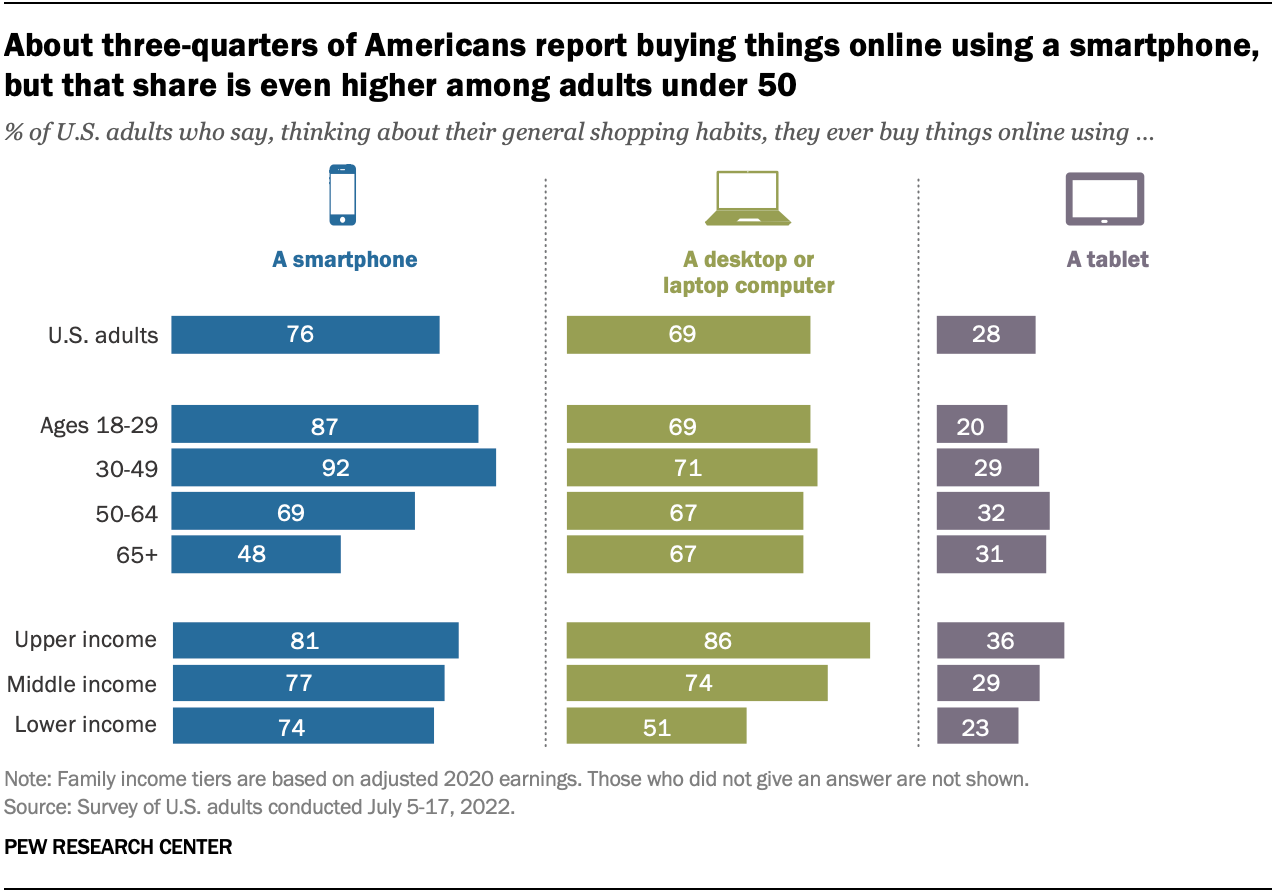 About three-quarters of Americans report buying things online using a smartphone,
but that share is even higher among adults under 50
% of U.S. adults who say, thinking about their general shopping habits, they ever buy things online using ...
A smartphone
A desktop or
laptop computer
A tablet
U.S. adults 76 69 28
Ages 18-29 87 69 20
30-49 92 71 29
50-64 69 67 32
65+ 48 67 31
Upper income 81 86 36
Middle income 77 74 29
Lower income 74 51 23
Note: Family income tiers are based on adjusted 2020 earnings. Those who did not give an answer are not shown.
Source: Survey of U.S. adults conducted July 5-17, 2022.
PEW RESEARCH CENTER